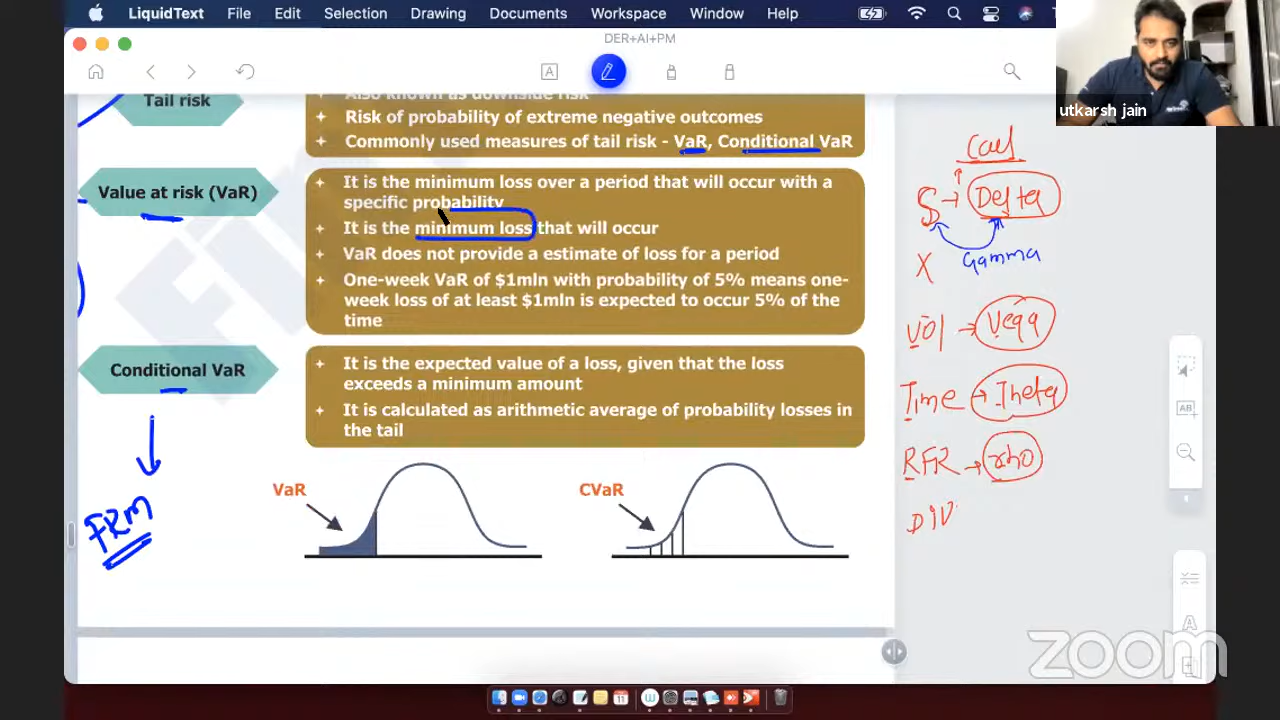 LiquidText File Edit Selection Drawing Documents Workspace Window Help
DER+AI+PM
utkarsh jain
Tail risk
Also known as downside risk
Risk of probability of extreme negative outcomes
Commonly used measures of tail risk - VaR, Conditional VaR
Value at risk (VaR)
It is the minimum loss over a period that will occur with a
specific probability
It is the minimum loss that will occur
VaR does not provide a estimate of loss for a period
One-week VaR of $1mln with probability of 5% means one-
week loss of at least $1mln is expected to occur 5% of the
time
Conditional VaR
It is the expected value of a loss, given that the loss
exceeds a minimum amount
It is calculated as arithmetic average of probability losses in
the tail
FRM
VaR
CVaR
Call
S → Delta
Gamma
X
Vol → Vega
Time → Theta
RFR → rho
DIV
zoom